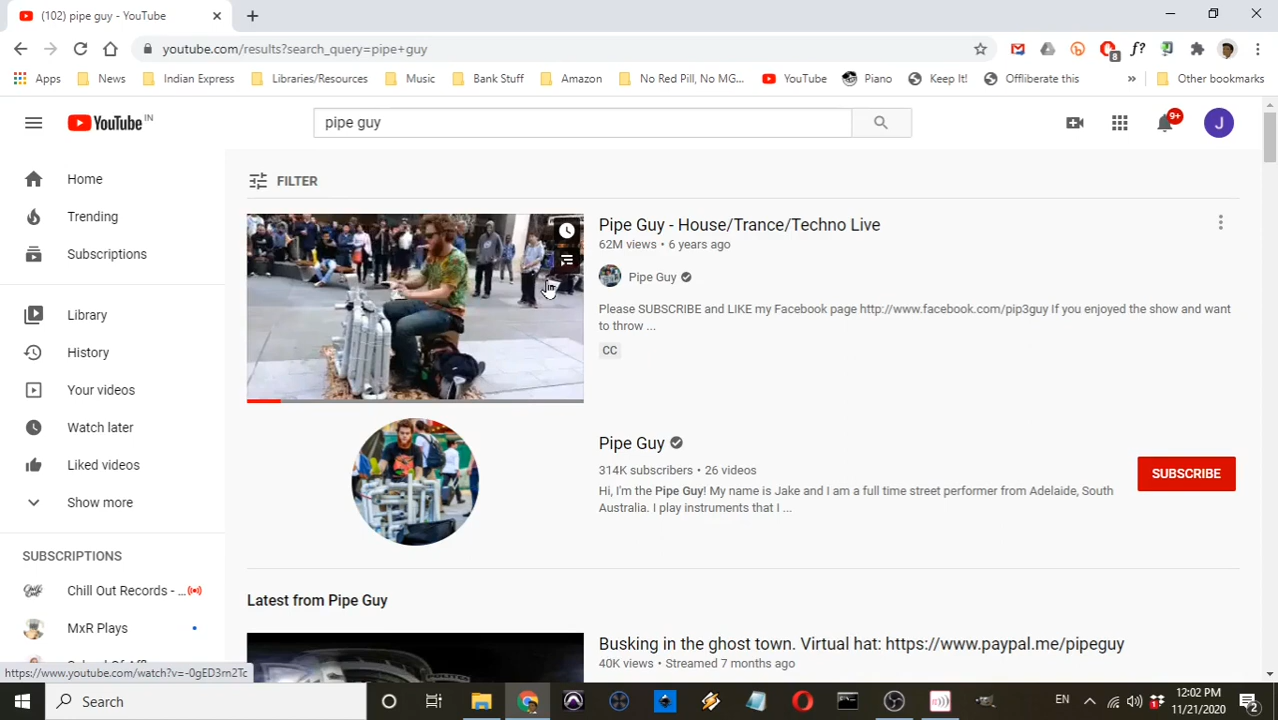 (102) pipe guy - YouTube
youtube.com/results?search_query=pipe+guy
8
f?
Apps
News
Indian Express
Libraries/Resources
Music
Bank Stuff
Amazon
No Red Pill, No MG...
YouTube
Piano
Keep It!
Offliberate this
»
Other bookmarks
YouTube IN
pipe guy
9+
J
Home
Trending
Subscriptions
Library
History
Your videos
Watch later
Liked videos
Show more
SUBSCRIPTIONS
Chill Out Records - ...
MxR Plays
FILTER
Pipe Guy - House/Trance/Techno Live
62M views • 6 years ago
Pipe Guy
Please SUBSCRIBE and LIKE my Facebook page http://www.facebook.com/pip3guy If you enjoyed the show and want
to throw ...
CC
Pipe Guy
314K subscribers • 26 videos
Hi, I'm the Pipe Guy! My name is Jake and I am a full time street performer from Adelaide, South
Australia. I play instruments that I ...
SUBSCRIBE
Latest from Pipe Guy
Busking in the ghost town. Virtual hat: https://www.paypal.me/pipeguy
40K views • Streamed 7 months ago
https://www.youtube.com/watch?v=-0gED3rn2Tc
Search
EN
12:02 PM
11/21/2020
2